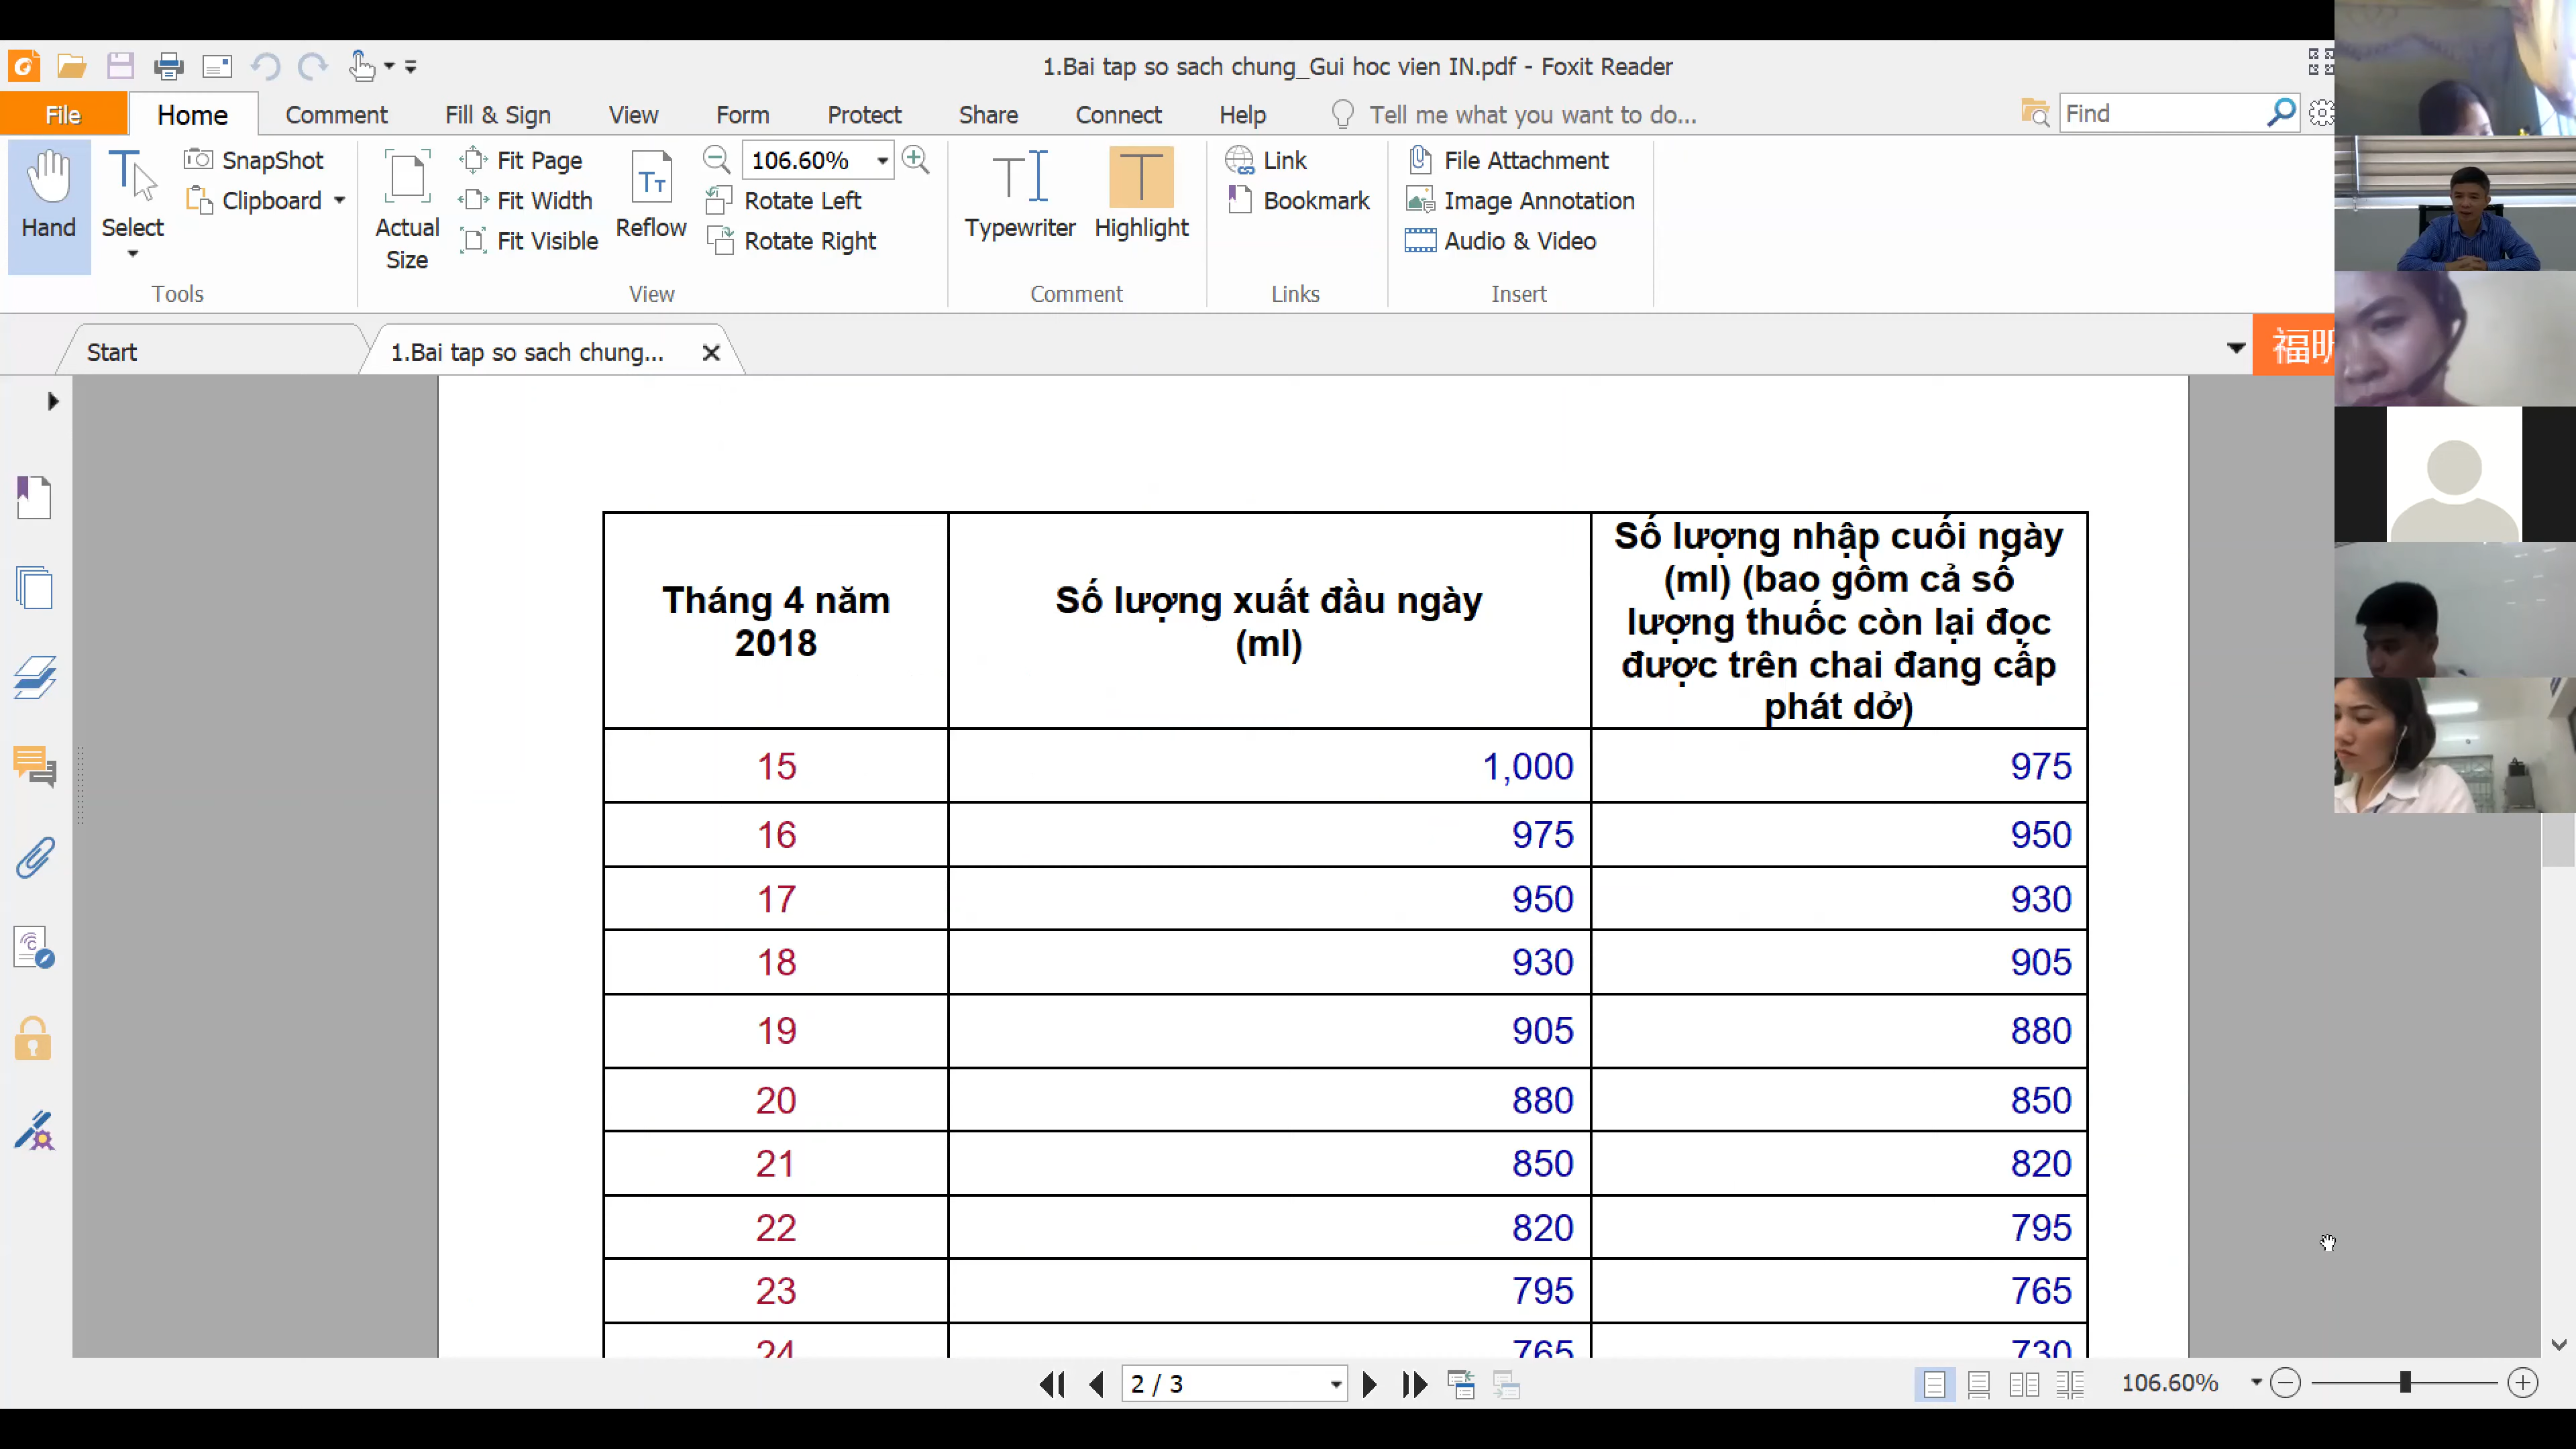 1.Bai tap so sach chung_Gui hoc vien IN.pdf - Foxit Reader
File Home Comment Fill & Sign View Form Protect Share Connect Help Tell me what you want to do... Find
Hand
Select
SnapShot
Clipboard
Tools
Actual Size
Fit Page
Fit Width
Fit Visible
Reflow
106.60%
Rotate Left
Rotate Right
View
Typewriter
Highlight
Comment
Link
Bookmark
Links
File Attachment
Image Annotation
Audio & Video
Insert
Start
1.Bai tap so sach chung...
福昕
Tháng 4 năm
2018
Số lượng xuất đầu ngày
(ml)
Số lượng nhập cuối ngày
(ml) (bao gồm cả số
lượng thuốc còn lại đọc
được trên chai đang cấp
phát dở)
15 1,000 975
16 975 950
17 950 930
18 930 905
19 905 880
20 880 850
21 850 820
22 820 795
23 795 765
24 765 730
2 / 3
106.60%